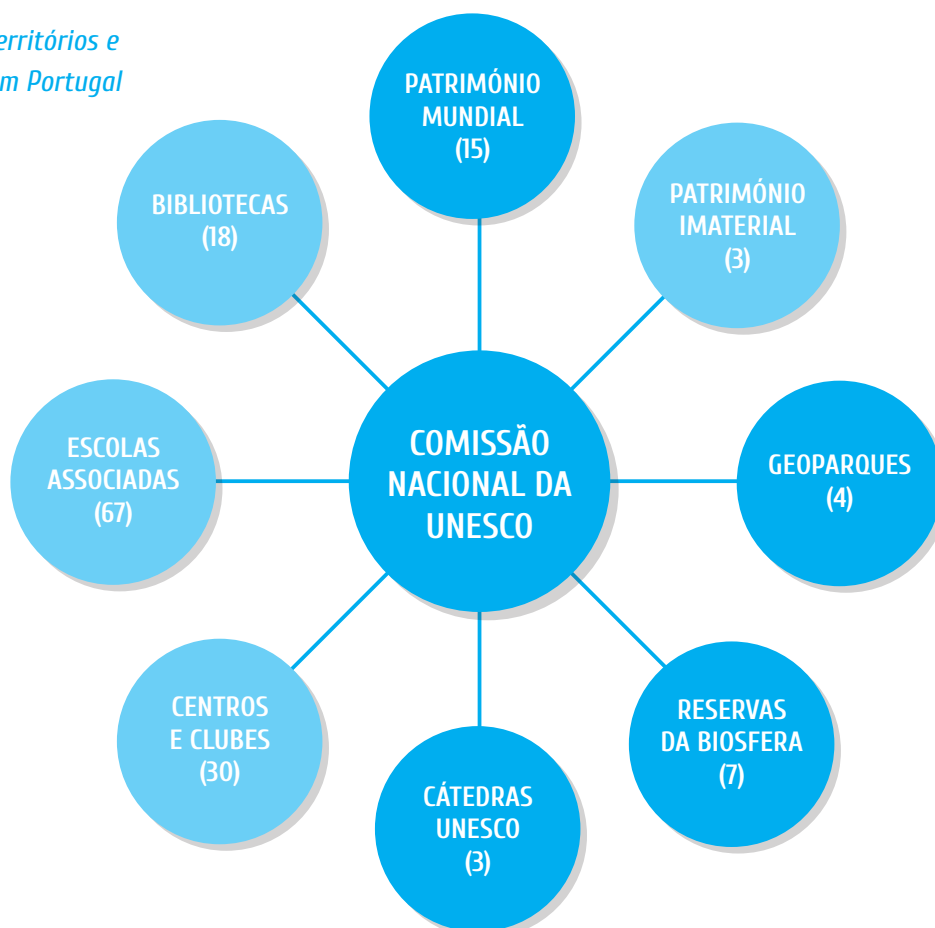 erritórios e
m Portugal
PATRIMÓNIO
MUNDIAL
(15)
PATRIMÓNIO
IMATERIAL
(3)
GEOPARQUES
(4)
RESERVAS
DA BIOSFERA
(7)
CÁTEDRAS
UNESCO
(3)
CENTROS
E CLUBES
(30)
ESCOLAS
ASSOCIADAS
(67)
BIBLIOTECAS
(18)
COMISSÃO
NACIONAL DA
UNESCO